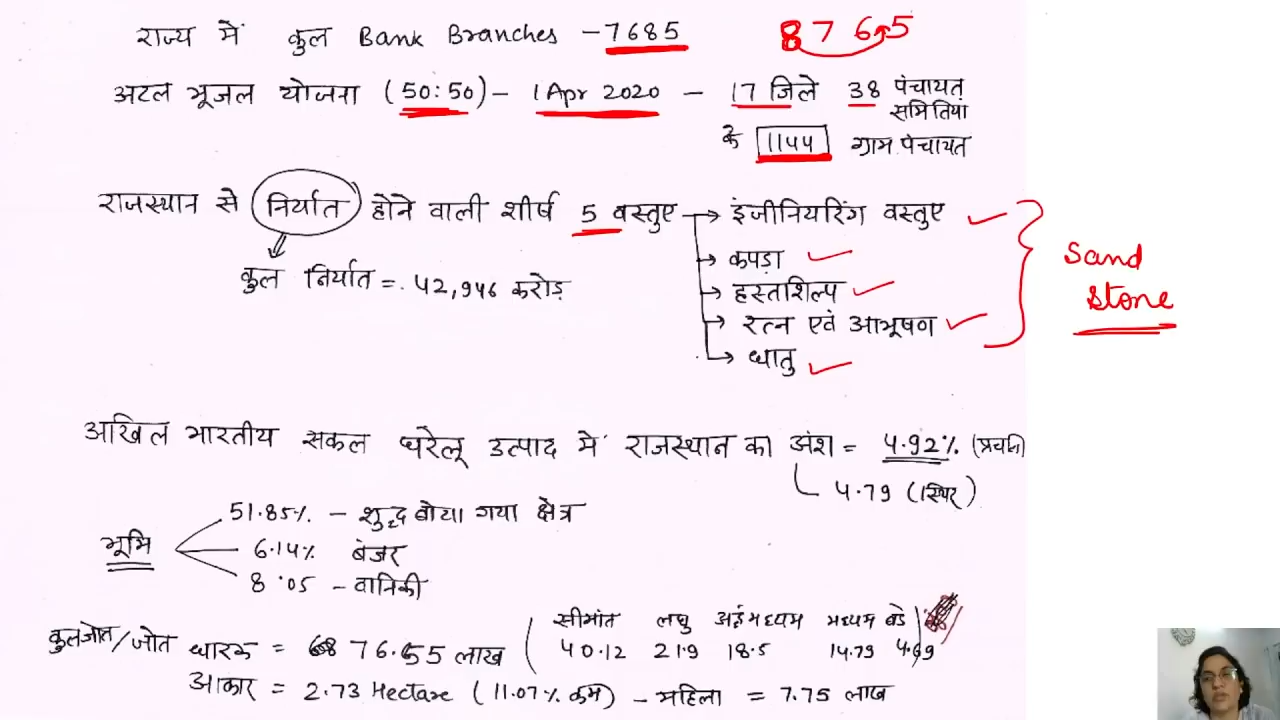 राज्य में कुल Bank Branches - 7685 8765
अटल भूजल योजना (50:50) - 1 Apr 2020 - 17 जिले 38 पंचायत
समितिया
के 1144 ग्राम पंचायत
राजस्थान से निर्यात होने वाली शीर्ष 5 वस्तुए → इंजीनियरिंग वस्तुए
→ कपड़ा
Sand
कुल निर्यात = 42,946 करोड़
→ हस्तशिल्प
Stone
→ रत्न एवं आभूषण
→ धातु
अखिल भारतीय सकल घरेलू उत्पाद में राजस्थान का अंश = 4.92% (प्रचलित
4.79 (स्थिर)
51.85% - शुद्ध बोया गया क्षेत्र
भूमि
6.14% बंजर
8.05 - वानिकी
सीमांत लघु अर्द्दमध्यम मध्यम बडे
कुलजोत/जोत धारक = 76.55 लाख (40.12 21.9 18.5 14.79 4.69)
आकार = 2.73 Hectare (11.07% कम) - महिला = 7.75 लाख